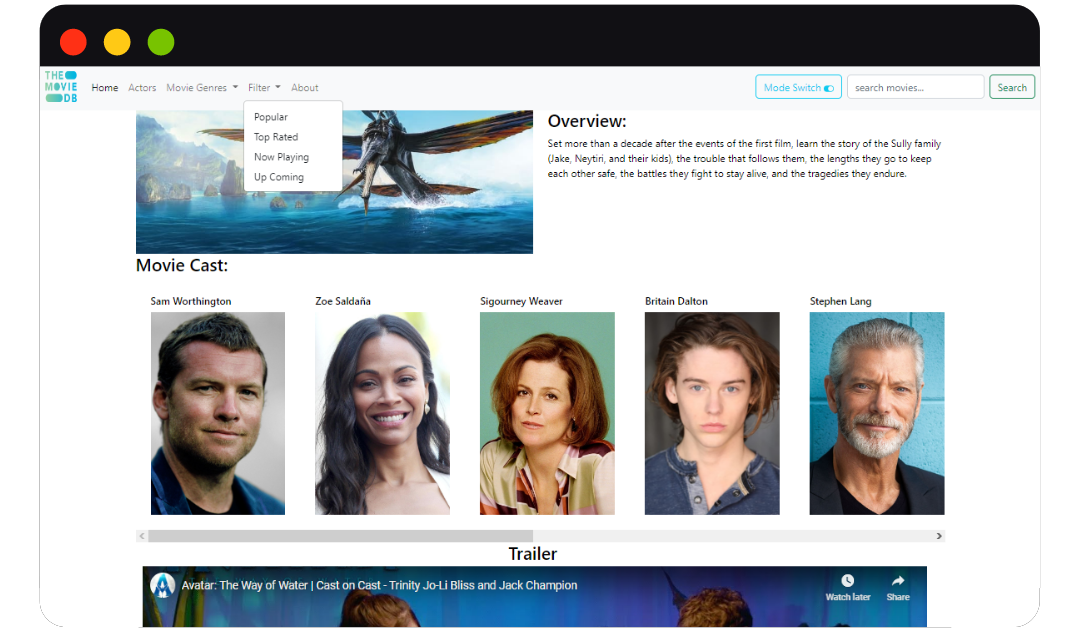 THE
MOVIE
DB
Home Actors Movie Genres Filter About
Mode Switch search movies... Search
Popular
Top Rated
Now Playing
Up Coming
Overview:
Set more than a decade after the events of the first film, learn the story of the Sully family
(Jake, Neytiri, and their kids), the trouble that follows them, the lengths they go to keep
each other safe, the battles they fight to stay alive, and the tragedies they endure.
Movie Cast:
Sam Worthington Zoe Saldaña Sigourney Weaver Britain Dalton Stephen Lang
Trailer
Avatar: The Way of Water | Cast on Cast - Trinity Jo-Li Bliss and Jack Champion
Watch later Share